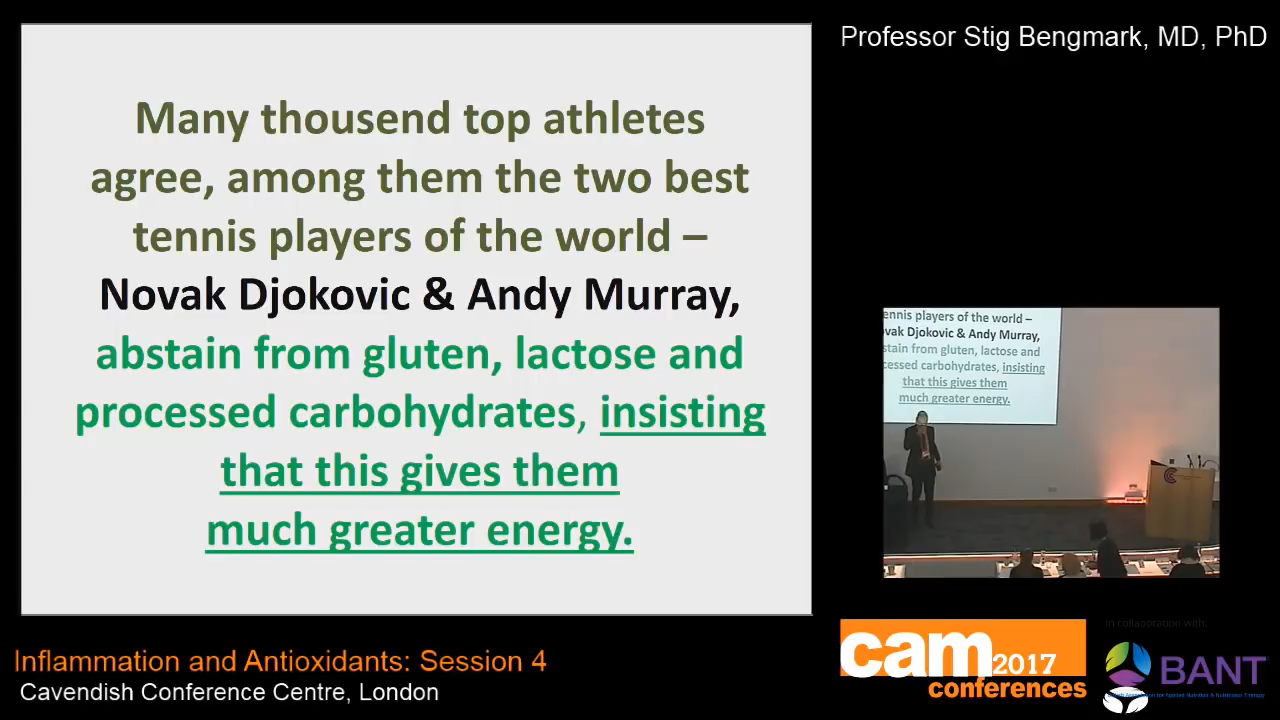 Professor Stig Bengmark, MD, PhD
Many thousend top athletes
agree, among them the two best
tennis players of the world –
Novak Djokovic & Andy Murray,
abstain from gluten, lactose and
processed carbohydrates, insisting
that this gives them
much greater energy.
ennis players of the world –
vak Djokovic & Andy Murray,
stain from gluten, lactose and
cessed carbohydrates, insisting
that this gives them
much greater energy.
Inflammation and Antioxidants: Session 4
Cavendish Conference Centre, London
cam 2017
conferences
in collaboration with:
BANT